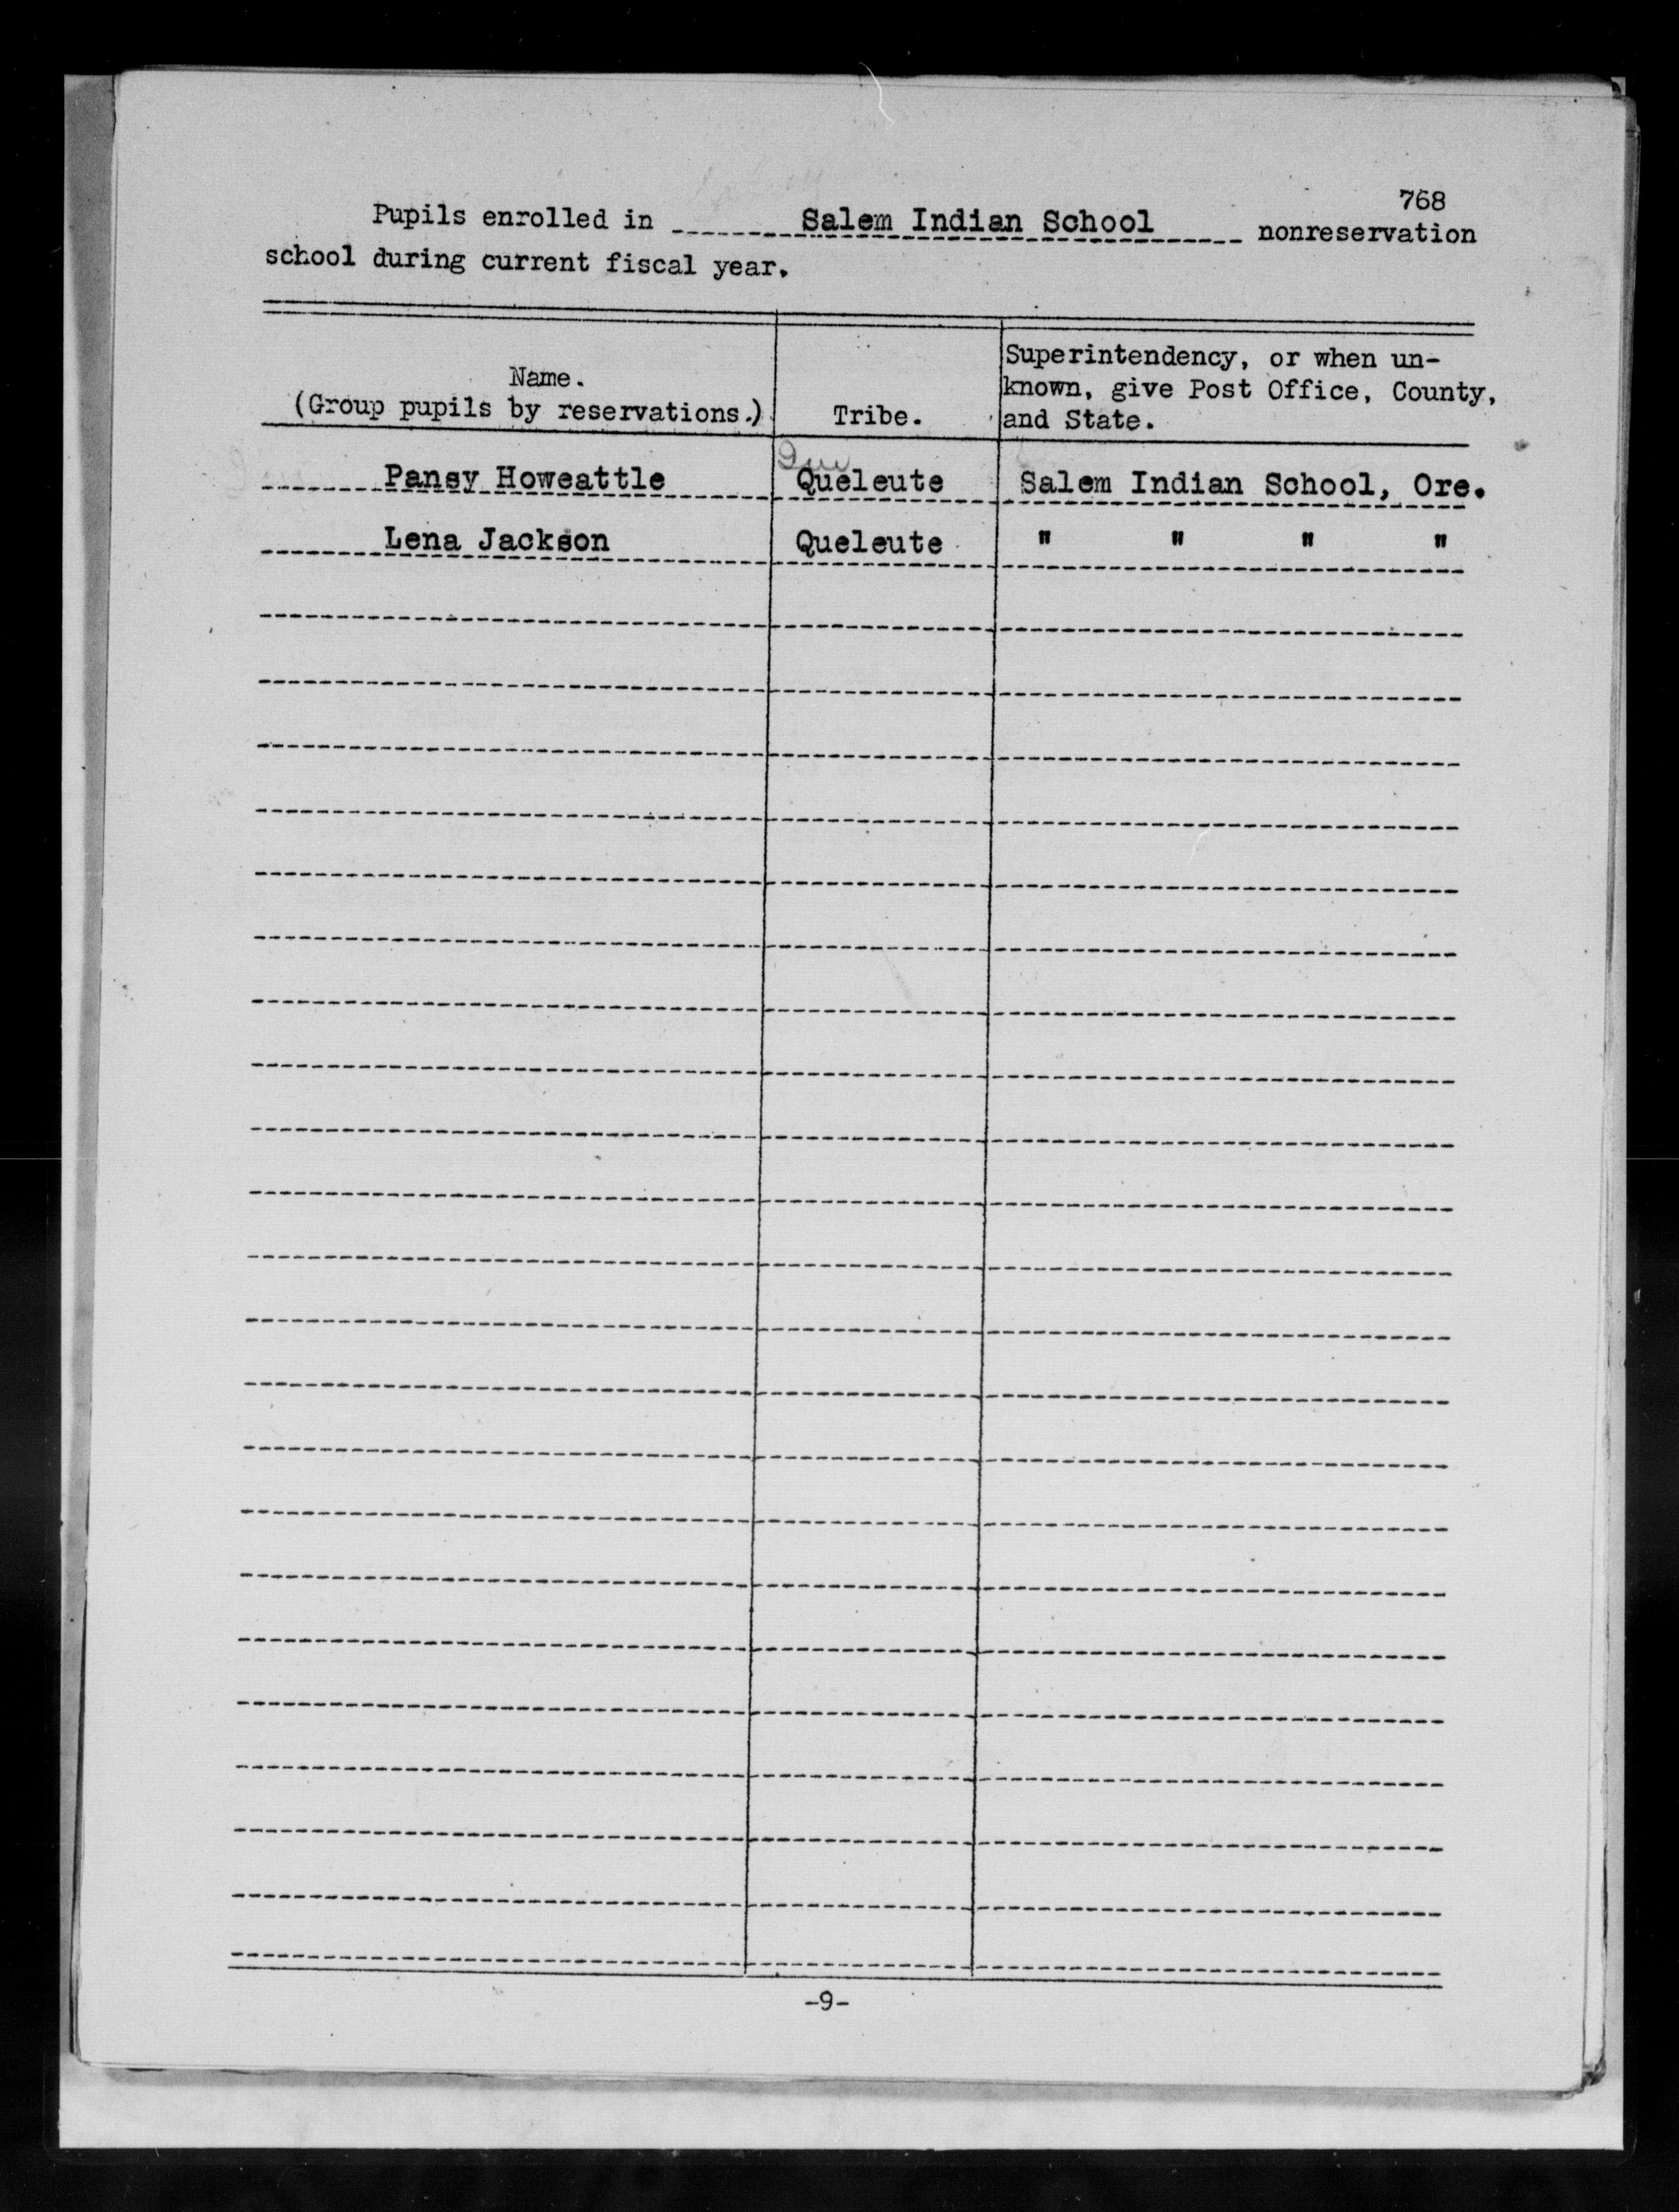 768
Pupils enrolled in Salem Indian School nonreservation
school during current fiscal year.
Name.
(Group pupils by reservations.)
Tribe.
Superintendency, or when un-
known, give Post Office, County,
and State.
Pansy Howeattle Queleute Salem Indian School, Ore.
Lena Jackson Queleute " " " "
-9-